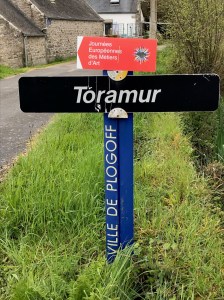 Journées
Européennes
des Métiers
d'Art
Toramur
VILLE DE PLOGOFF